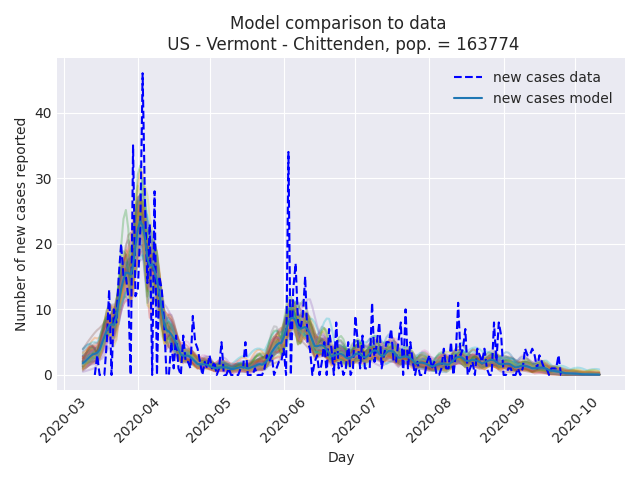 Model comparison to data
US - Vermont - Chittenden, pop. = 163774
new cases data
new cases model
Number of new cases reported
40
30
20
10
0
2020-03
2020-04
2020-05
2020-06
2020-07
2020-08
2020-09
2020-10
Day